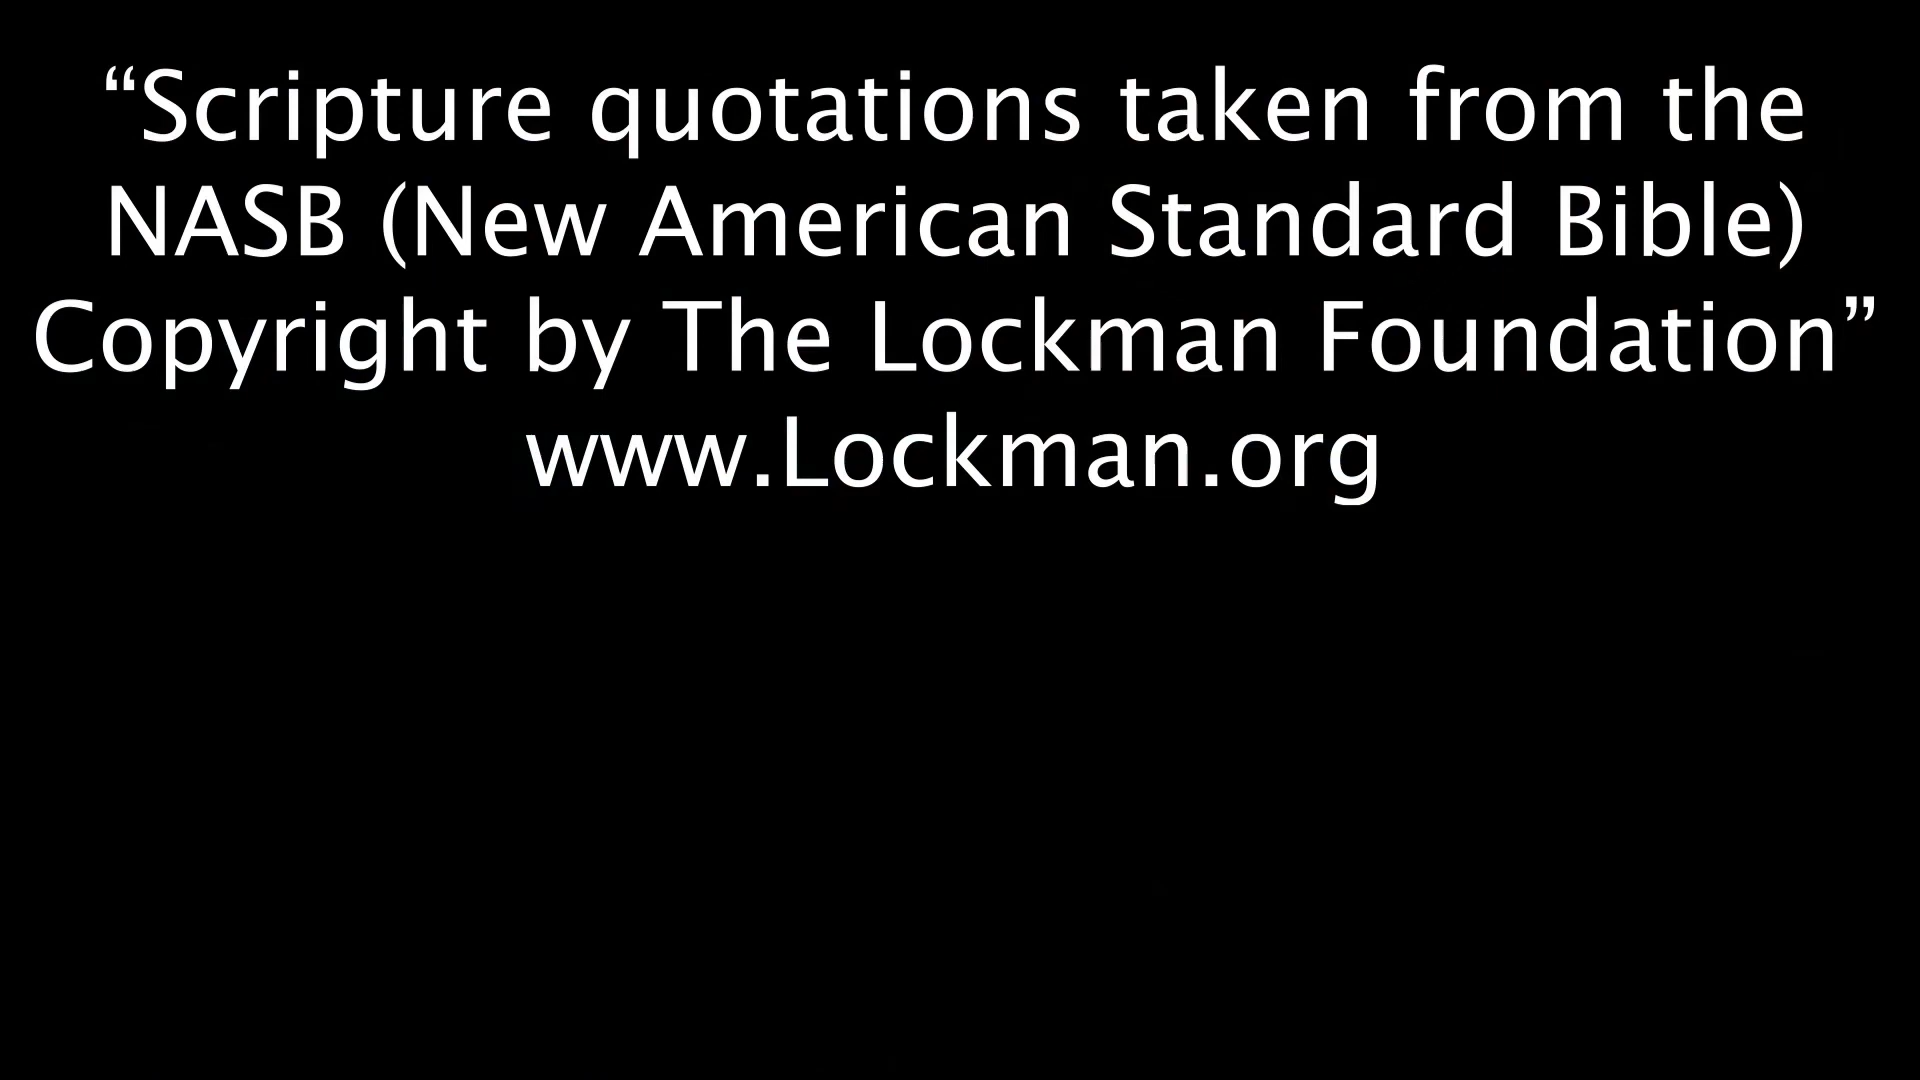 “Scripture quotations taken from the
NASB (New American Standard Bible)
Copyright by The Lockman Foundation”
www.Lockman.org